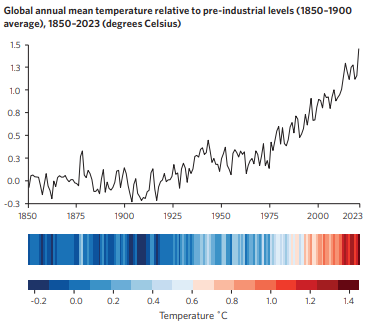 Global annual mean temperature relative to pre-industrial levels (1850–1900
average), 1850–2023 (degrees Celsius)
1.5
1.3
1.0
0.8
0.5
0.3
0.0
-0.3
1850 1875 1900 1925 1950 1975 2000 2023
-0.2 0.0 0.2 0.4 0.6 0.8 1.0 1.2 1.4
Temperature °C